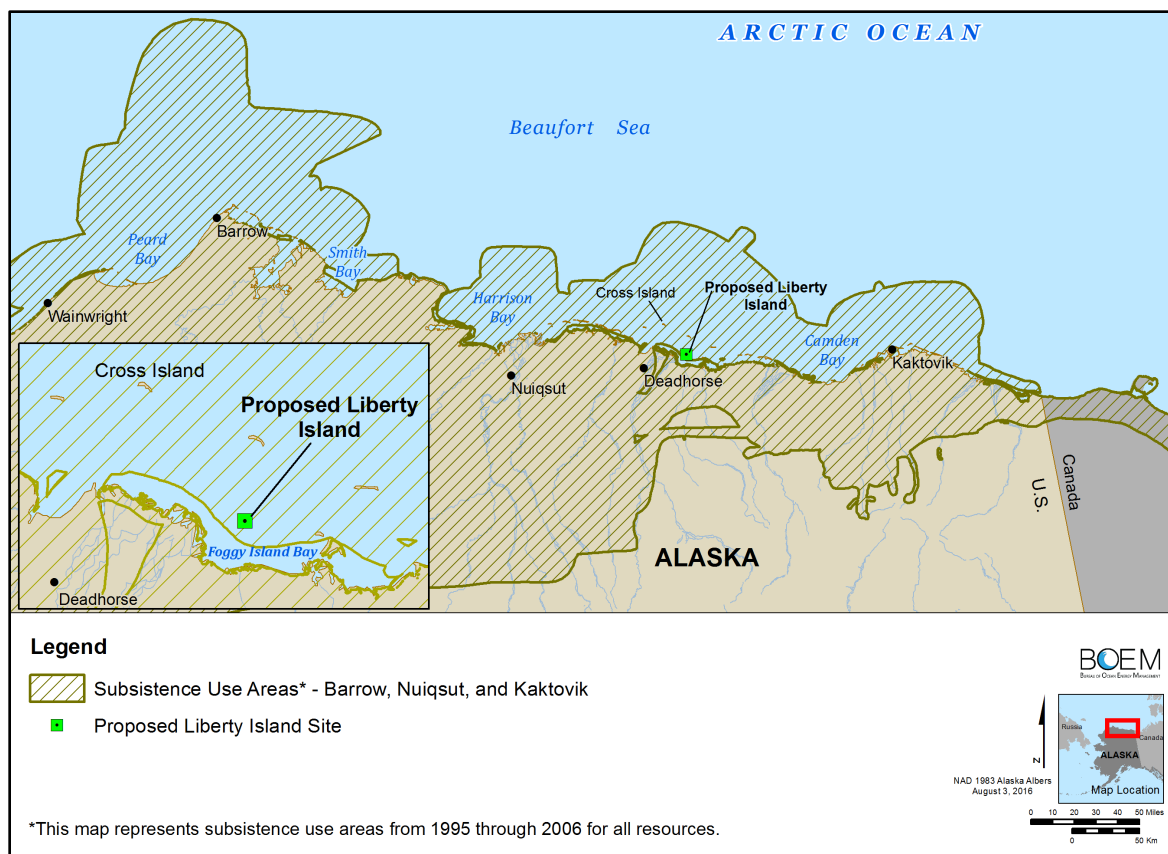 ARCTIC OCEAN
Beaufort Sea
Peard
Bay
Barrow
Smith
Bay
Wainwright
Harrison
Bay
Cross Island
Proposed Liberty
Island
Camden
Bay
Kaktovik
Nuiqsut
Deadhorse
Canada
U.S.
ALASKA
Cross Island
Proposed Liberty
Island
Foggy Island Bay
Deadhorse
Legend
Subsistence Use Areas* - Barrow, Nuiqsut, and Kaktovik
Proposed Liberty Island Site
*This map represents subsistence use areas from 1995 through 2006 for all resources.
BOEM
BUREAU OF OCEAN ENERGY MANAGEMENT
N
NAD 1983 Alaska Albers
August 3, 2016
Russia
Canada
ALASKA
Map Location
0 10 20 30 40 50 Miles
0 50 Km